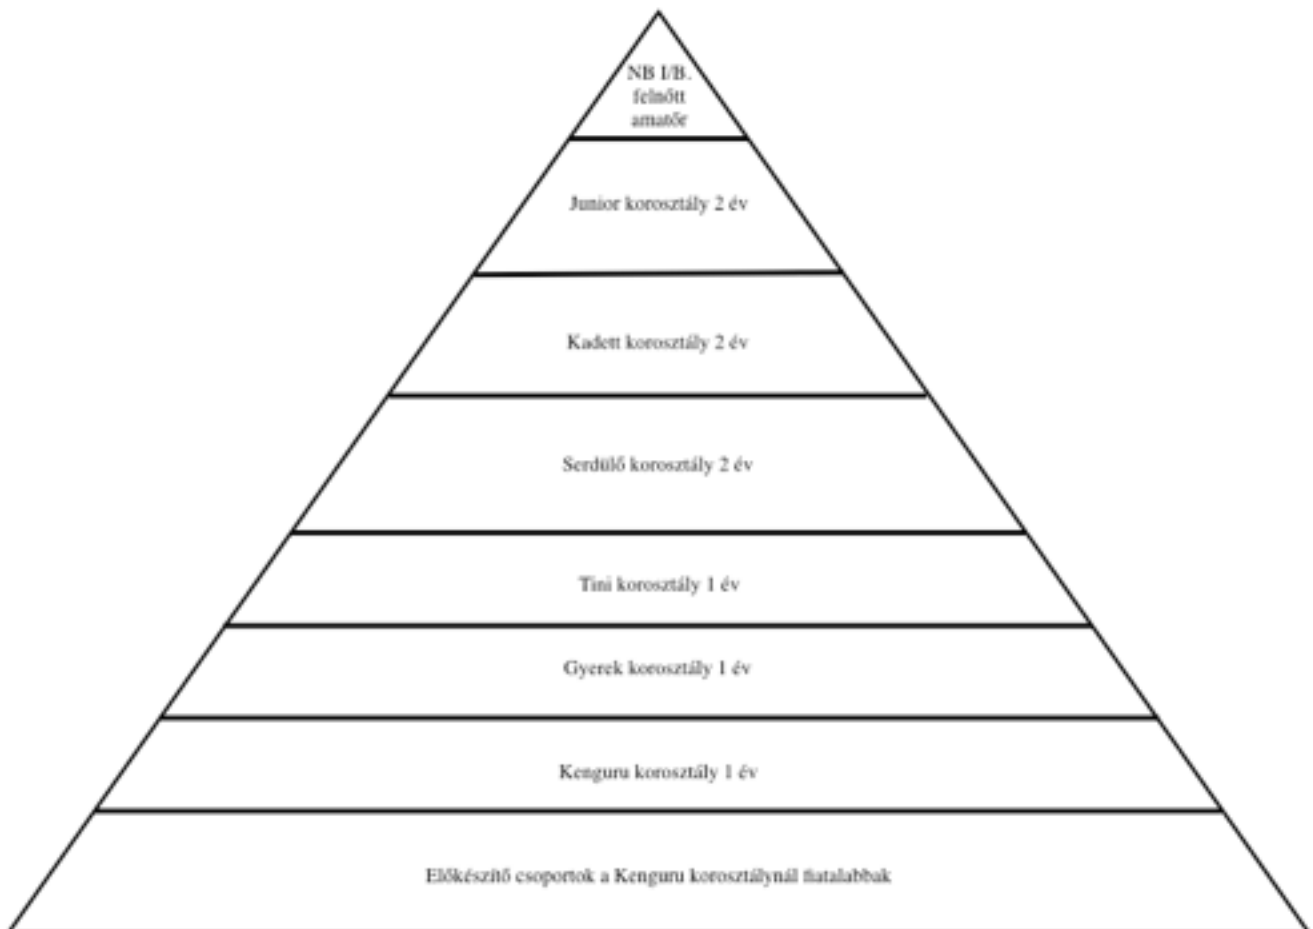 NB I/B.
felnőtt
amatőr
Junior korosztály 2 év
Kadett korosztály 2 év
Serdülő korosztály 2 év
Tini korosztály 1 év
Gyerek korosztály 1 év
Kenguru korosztály 1 év
Előkészítő csoportok a Kenguru korosztálynál fiatalabbak